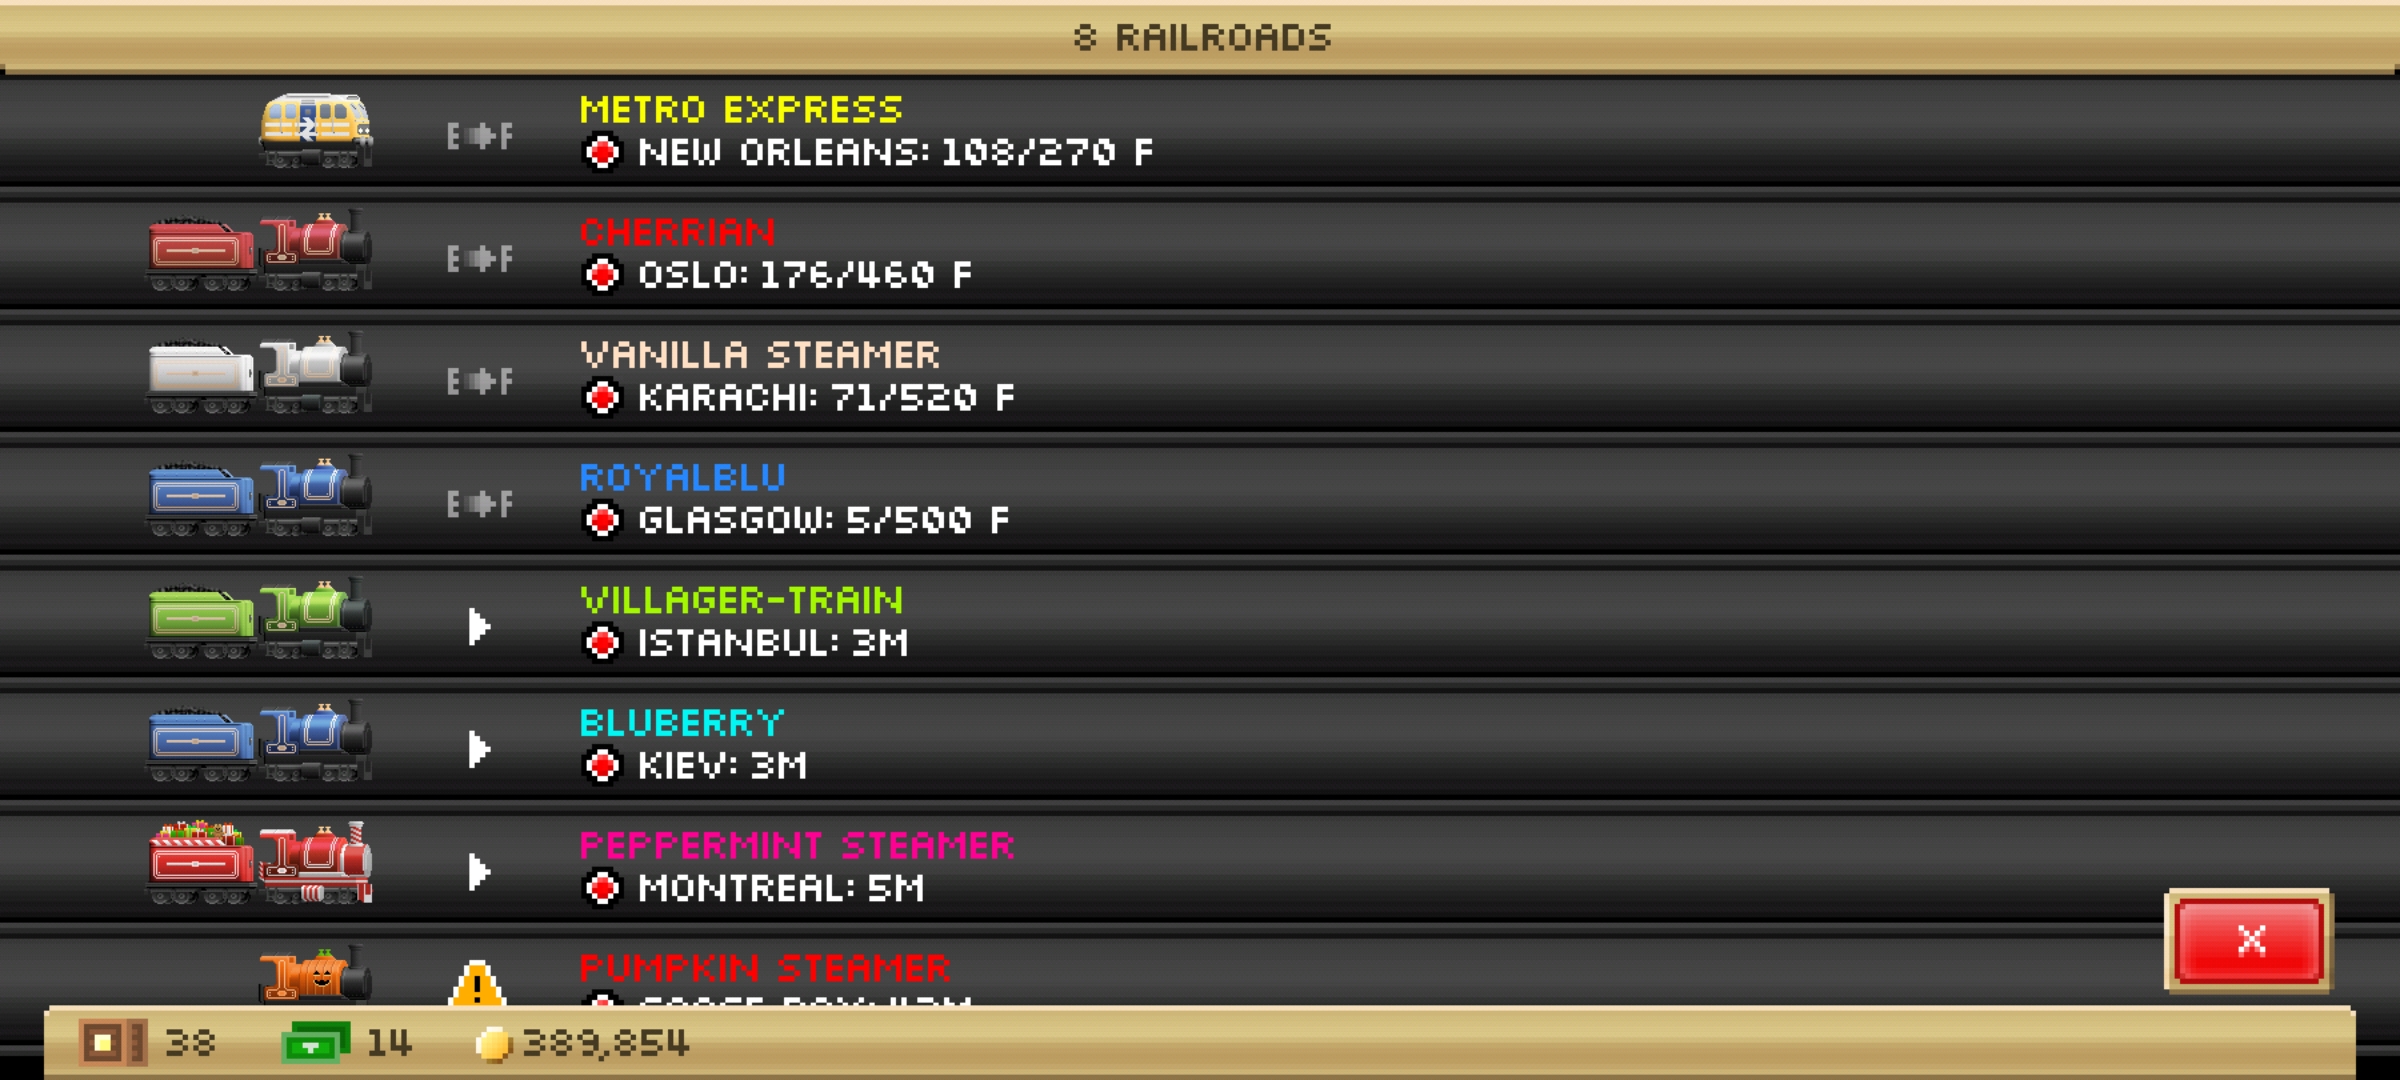 8 RAILROADS
METRO EXPRESS
E F
NEW ORLEANS: 108/270 F
CHERRIAN
E F
OSLO: 176/460 F
VANILLA STEAMER
E F
KARACHI: 71/520 F
ROYALBLU
E F
GLASGOW: 5/500 F
VILLAGER-TRAIN
ISTANBUL: 3M
BLUBERRY
KIEV: 3M
PEPPERMINT STEAMER
MONTREAL: 5M
PUMPKIN STEAMER
X
38 14 389,854